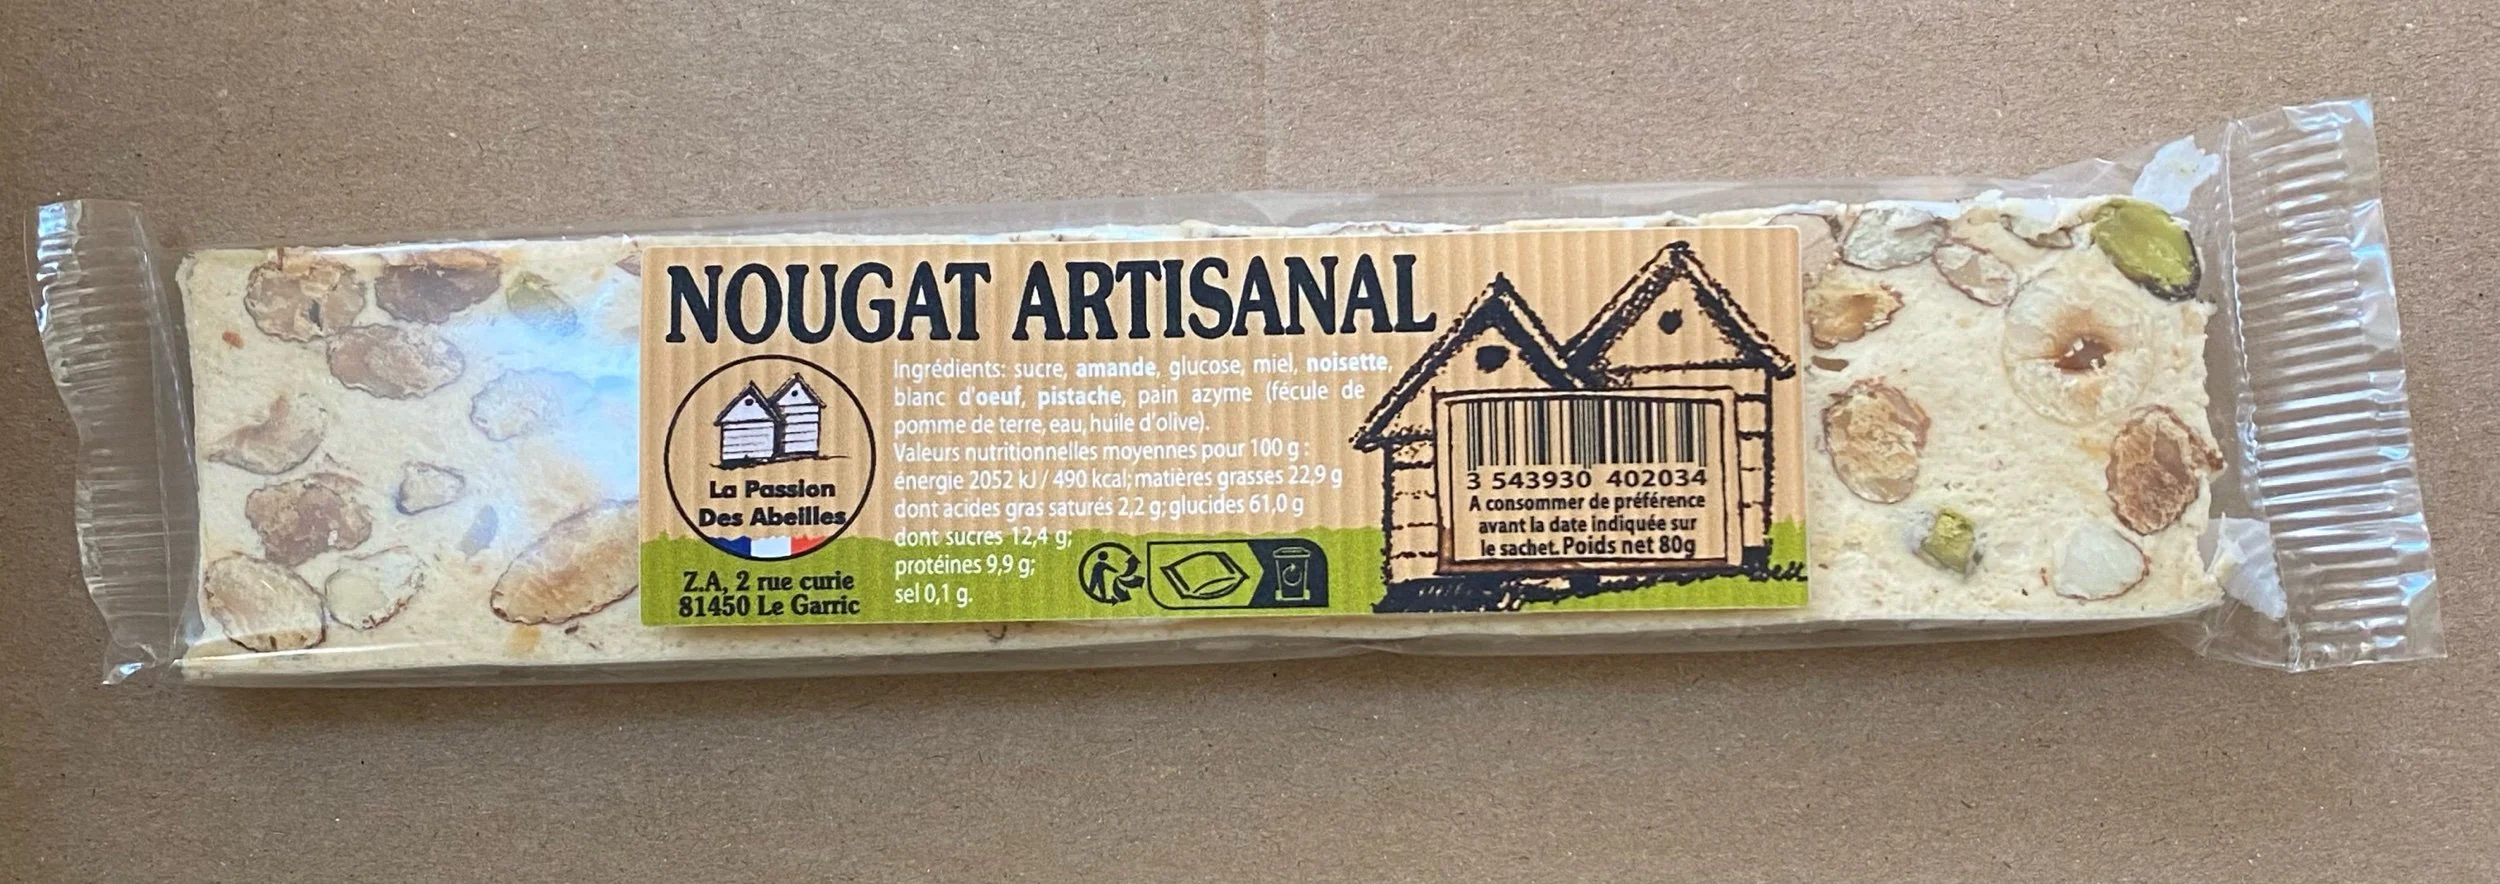 NOUGAT ARTISANAL
La Passion
Des Abeilles
Z.A, 2 rue curie
81450 Le Garric
Ingrédients: sucre, amande, glucose, miel, noisette,
blanc d'oeuf, pistache, pain azyme (fécule de
pomme de terre, eau, huile d'olive).
Valeurs nutritionnelles moyennes pour 100 g :
énergie 2052 kJ / 490 kcal; matières grasses 22,9 g
dont acides gras saturés 2,2 g; glucides 61,0 g
dont sucres 12,4 g;
protéines 9,9 g;
sel 0,1 g.
3 543930 402034
A consommer de préférence
avant la date indiquée sur
le sachet. Poids net 80g